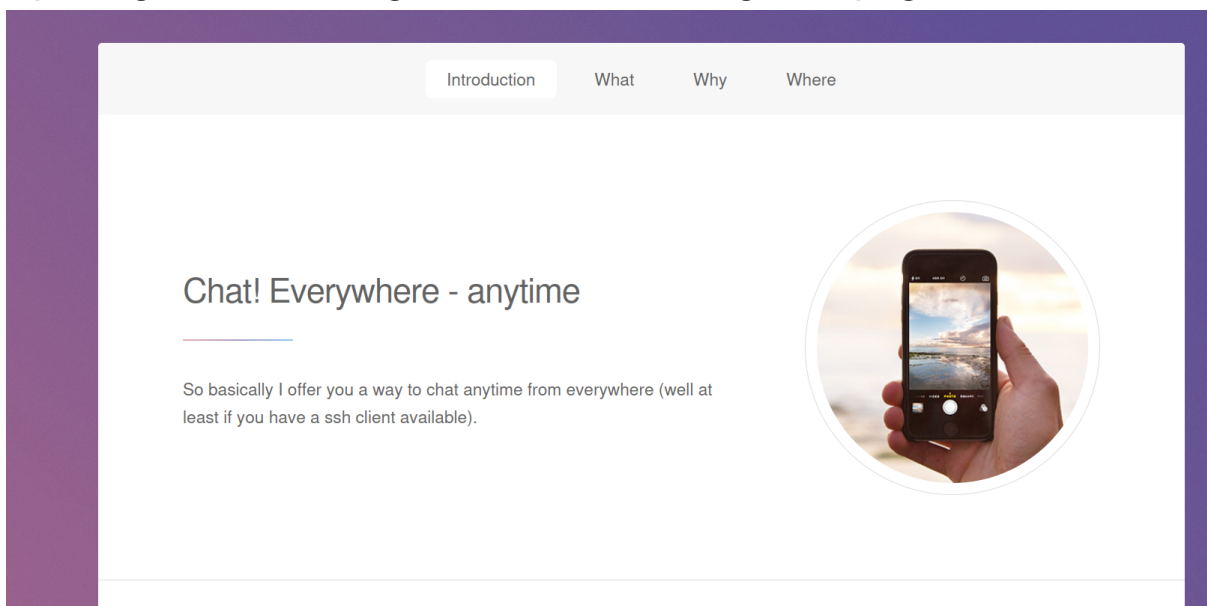 Introduction What Why Where
Chat! Everywhere - anytime
So basically I offer you a way to chat anytime from everywhere (well at
least if you have a ssh client available).
PHOTO